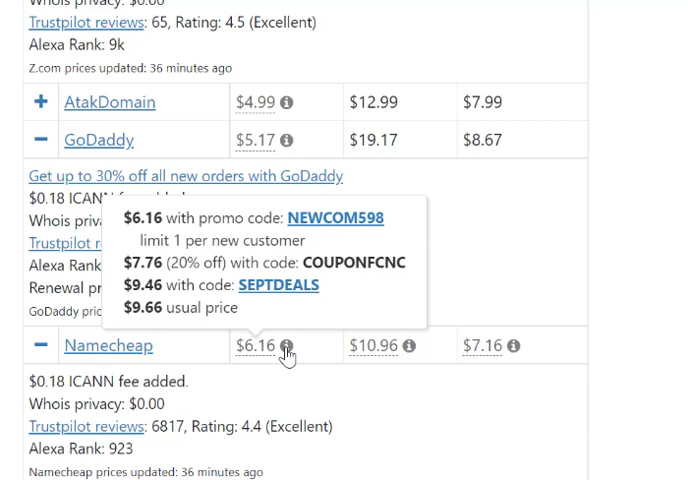 Whois privacy: $0.00
Trustpilot reviews: 65, Rating: 4.5 (Excellent)
Alexa Rank: 9k
Z.com prices updated: 36 minutes ago
+ AtakDomain $4.99 $12.99 $7.99
− GoDaddy $5.17 $19.17 $8.67
Get up to 30% off all new orders with GoDaddy
$0.18 ICANN
Whois
Trustpilot
Alexa Rank
Renewal
GoDaddy
$6.16 with promo code: NEWCOM598
limit 1 per new customer
$7.76 (20% off) with code: COUPONFCNC
$9.46 with code: SEPTDEALS
$9.66 usual price
− Namecheap $6.16 $10.96 $7.16
$0.18 ICANN fee added.
Whois privacy: $0.00
Trustpilot reviews: 6817, Rating: 4.4 (Excellent)
Alexa Rank: 923
Namecheap prices updated: 36 minutes ago